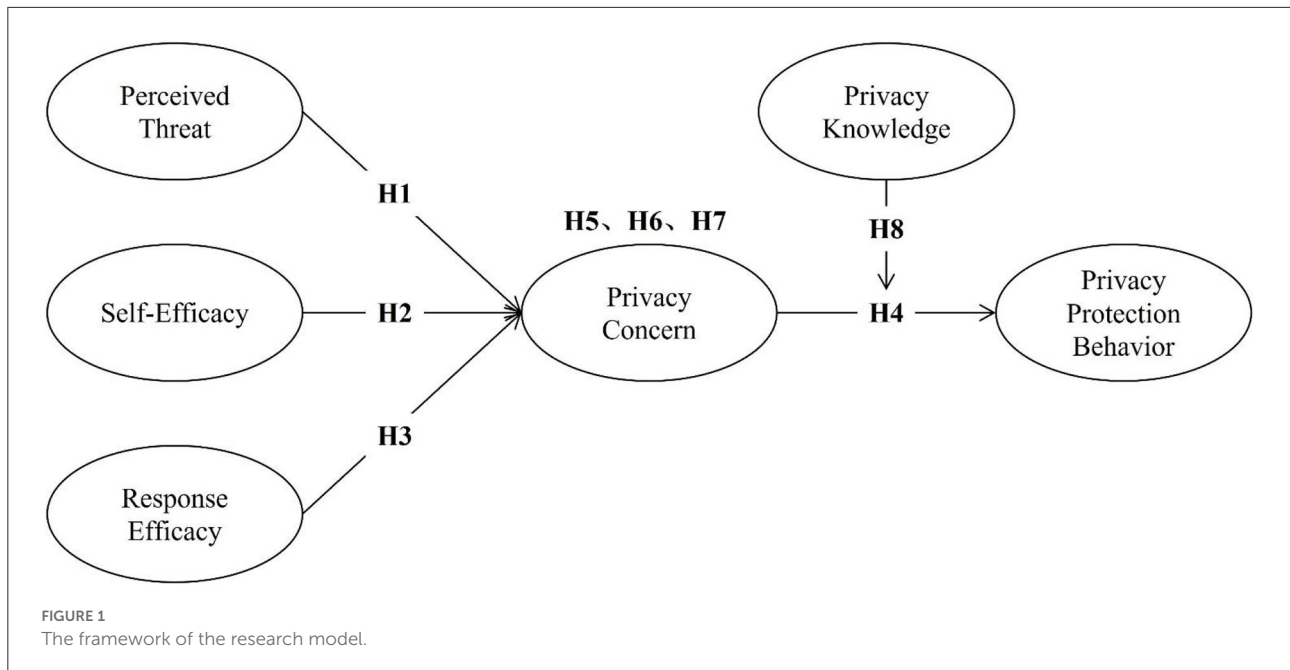 Perceived
Threat
Privacy
Knowledge
H1
H5、H6、H7
H8
Self-Efficacy
H2
Privacy
Concern
H4
Privacy
Protection
Behavior
H3
Response
Efficacy
FIGURE 1
The framework of the research model.